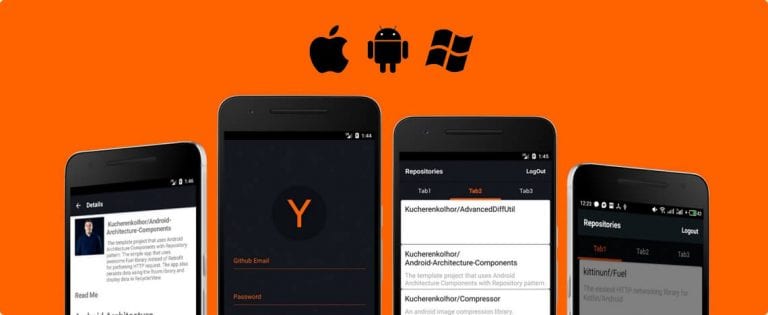 1:46
Details
Kucherenkolhor/Android-
Architecture-Components
The template project that uses Android
Architecture Components with Repository
pattern. The simple app that uses
awesome Fuel library instead of Retrofit
for perfoming HTTP request. The app also
persists data using the Room library and
display data in RecyclerView
Read Me
Android Architecture
1:44
Y
Github Email
Password
1:45
Repositories
LogOut
Tab1
Tab2
Tab3
Kucherenkolhor/AdvancedDiffUtil
Kucherenkolhor/
Android-Architecture-Components
The template project that uses Android
Architecture Components with Repository pattern.
Kucherenkolhor/Compressor
An android image compression library.
12:23
11:41
Repositories
Logout
Tab1
Tab2
Tab3
kittinunf/Fuel
The easiest HTTP networking library for
Kotlin/Android